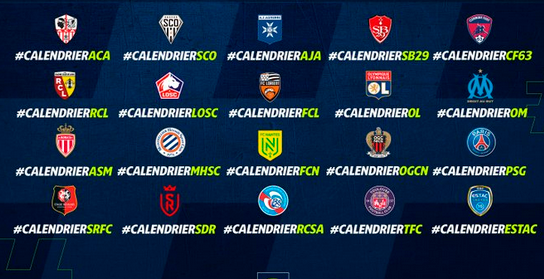 #CALENDRIERACA #CALENDRIERSCO #CALENDRIERAJA #CALENDRIERSB29 #CALENDRIERCF63
#CALENDRIERRCL #CALENDRIERLOSC #CALENDRIERFCL #CALENDRIEROL #CALENDRIEROM
#CALENDRIERASM #CALENDRIERMHSC #CALENDRIERFCN #CALENDRIEROGCN #CALENDRIERPSG
#CALENDRIERSRFC #CALENDRIERSDR #CALENDRIERRCSA #CALENDRIERTFC #CALENDRIERESTAC